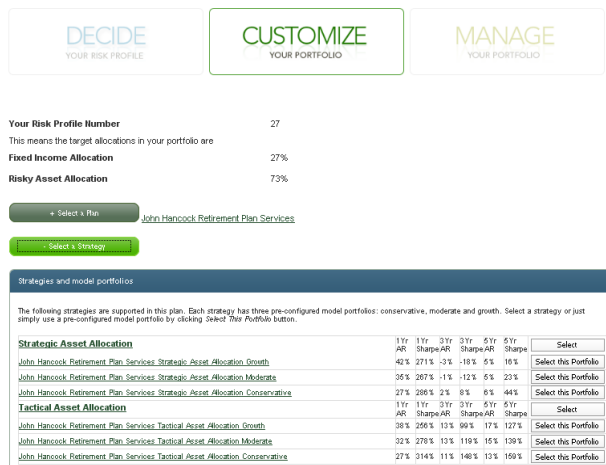 DECIDE
YOUR RISK PROFILE
CUSTOMIZE
YOUR PORTFOLIO
MANAGE
YOUR PORTFOLIO
Your Risk Profile Number 27
This means the target allocations in your portfolio are
Fixed Income Allocation 27%
Risky Asset Allocation 73%
+ Select a Plan John Hancock Retirement Plan Services
- Select a Strategy
Strategies and model portfolios
The following strategies are supported in this plan. Each strategy has three pre-configured model portfolios: conservative, moderate and growth. Select a strategy or just
simply use a pre-configured model portfolio by clicking Select This Portfolio button.
Strategic Asset Allocation 1 Yr AR 1 Yr Sharpe 3 Yr AR 3 Yr Sharpe 5 Yr AR 5 Yr Sharpe Select
John Hancock Retirement Plan Services Strategic Asset Allocation Growth 42% 271% -3% -18% 5% 16% Select this Portfolio
John Hancock Retirement Plan Services Strategic Asset Allocation Moderate 35% 267% -1% -12% 5% 23% Select this Portfolio
John Hancock Retirement Plan Services Strategic Asset Allocation Conservative 27% 286% 2% 8% 6% 44% Select this Portfolio
Tactical Asset Allocation 1 Yr AR 1 Yr Sharpe 3 Yr AR 3 Yr Sharpe 5 Yr AR 5 Yr Sharpe Select
John Hancock Retirement Plan Services Tactical Asset Allocation Growth 38% 256% 13% 99% 17% 127% Select this Portfolio
John Hancock Retirement Plan Services Tactical Asset Allocation Moderate 32% 278% 13% 119% 15% 139% Select this Portfolio
John Hancock Retirement Plan Services Tactical Asset Allocation Conservative 27% 314% 11% 148% 13% 159% Select this Portfolio